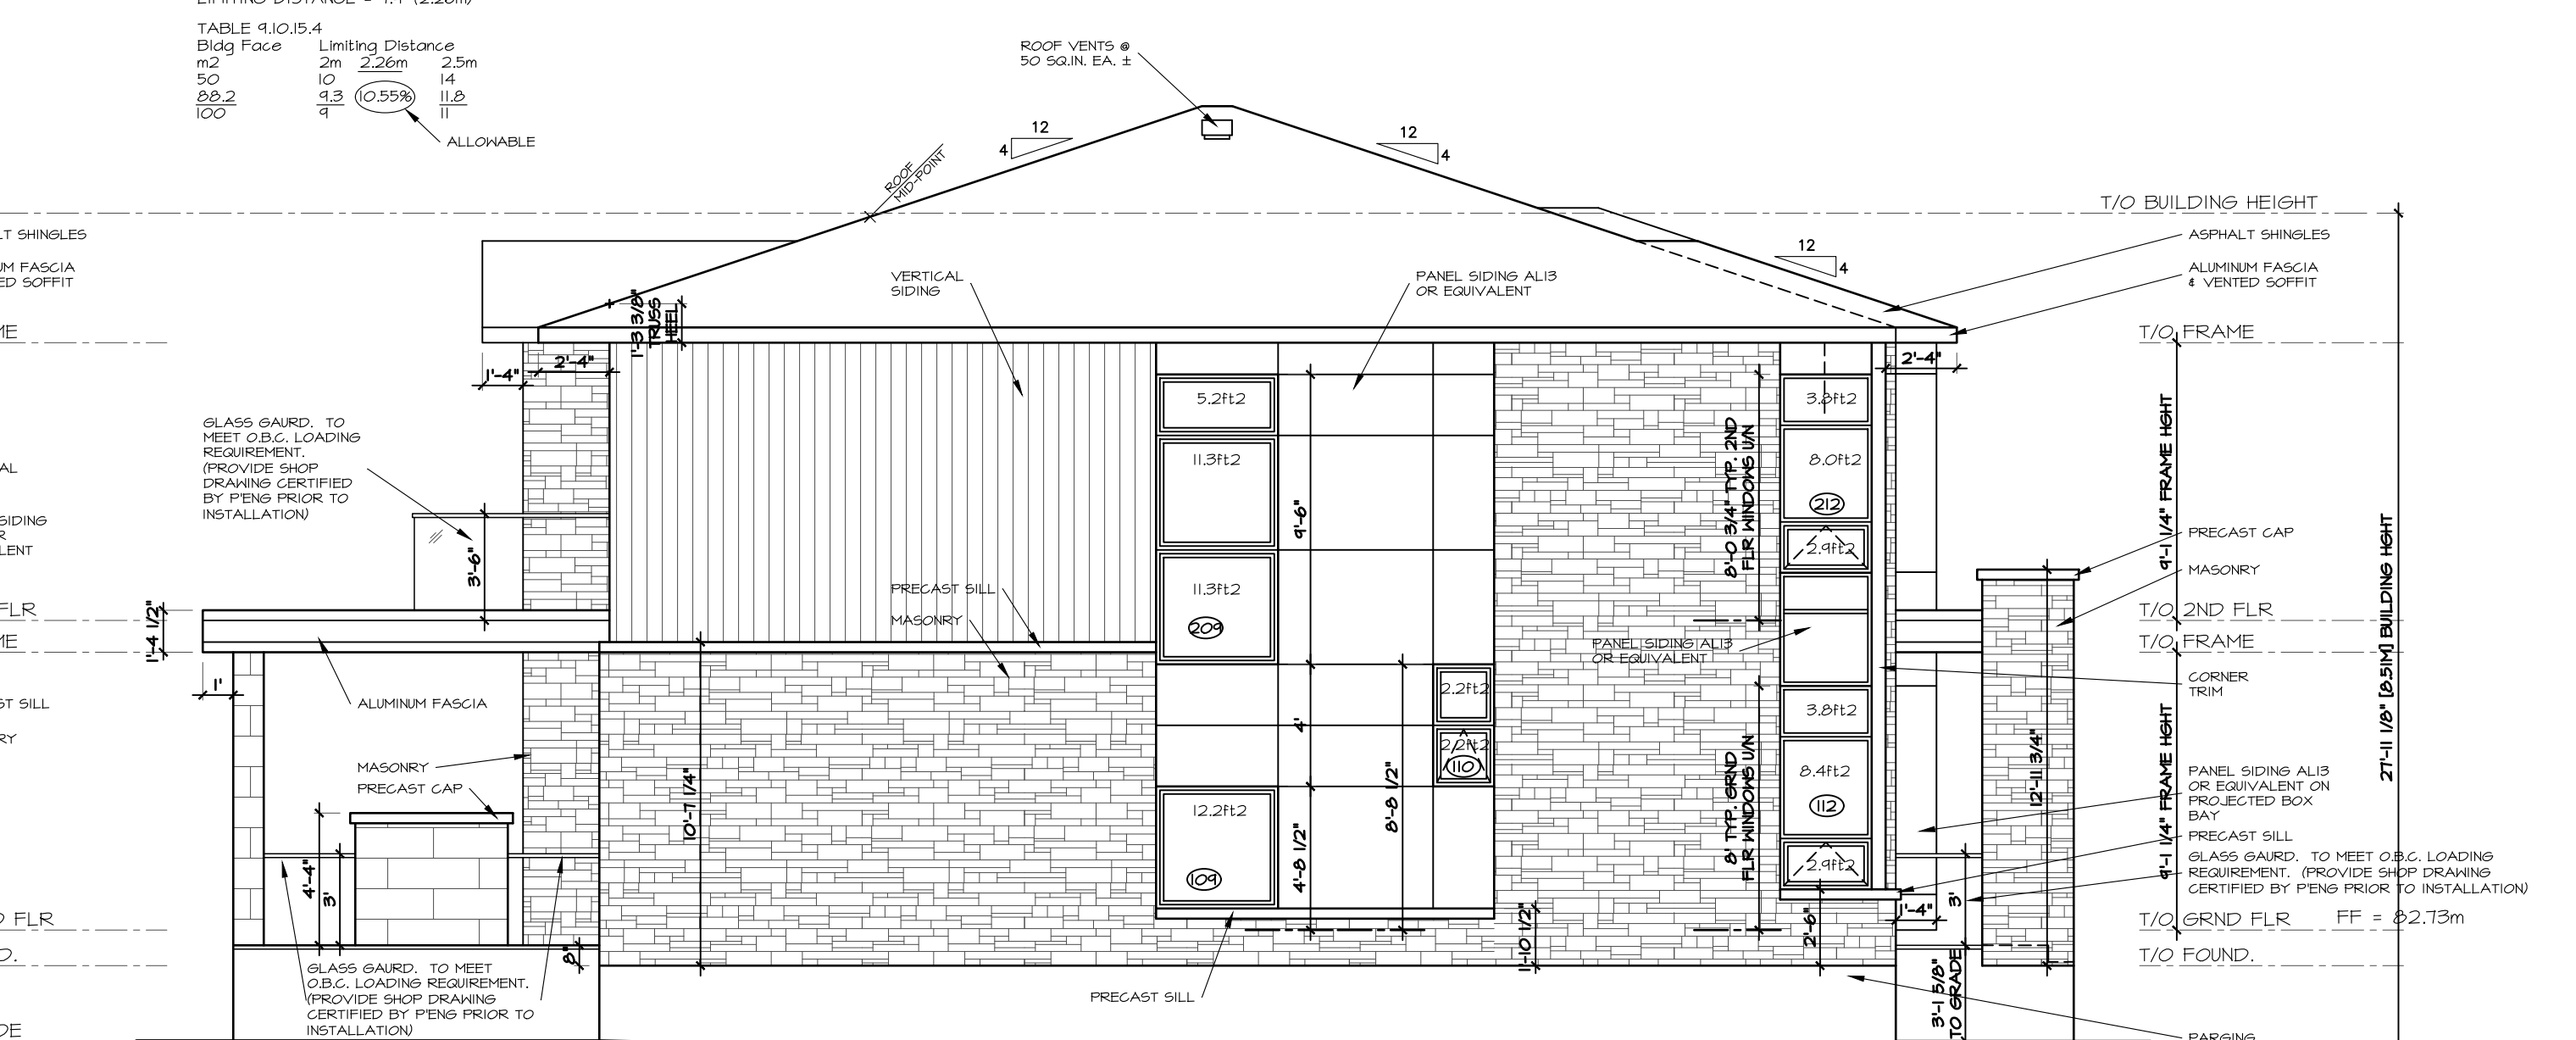 TABLE 9.10.15.4
Bldg Face Limiting Distance
m2 2m 2.26m 2.5m
50 10 14
88.2 9.3 10.55% 11.8
100 9 11
ALLOWABLE
ROOF VENTS @
50 SQ.IN. EA. ±
12
4
12
4
12
4
ROOF
MID-POINT
T/O BUILDING HEIGHT
SHINGLES
FASCIA
SOFFIT
ASPHALT SHINGLES
ALUMINUM FASCIA
& VENTED SOFFIT
VERTICAL
SIDING
PANEL SIDING AL13
OR EQUIVALENT
1'-3 3/8"
TRUSS
HEEL
T/O FRAME
1'-4"
2'-4"
2'-4"
GLASS GAURD. TO
MEET O.B.C. LOADING
REQUIREMENT.
(PROVIDE SHOP
DRAWING CERTIFIED
BY P'ENG PRIOR TO
INSTALLATION)
5.2ft2
11.3ft2
11.3ft2
209
9'-6"
3.8ft2
8.0ft2
212
2.9ft2
8'-0 3/4" TYP. 2ND
FLR WINDOWS U/N
9'-1 1/4" FRAME HGHT
27'-11 1/8" [8.51M] BUILDING HGHT
SIDING
3'-6"
PRECAST CAP
MASONRY
PRECAST SILL
MASONRY
FLR
T/O 2ND FLR
T/O FRAME
1'-4 1/2"
PANEL SIDING AL13
OR EQUIVALENT
1'
ALUMINUM FASCIA
SILL
CORNER
TRIM
2.2ft2
2.2ft2
110
4'
3.8ft2
8.4ft2
112
2.9ft2
8' TYP. GRND
FLR WINDOWS U/N
9'-1 1/4" FRAME HGHT
12'-11 3/4"
MASONRY
PRECAST CAP
10'-7 1/4"
12.2ft2
109
4'-8 1/2"
8'-8 1/2"
PANEL SIDING AL13
OR EQUIVALENT ON
PROJECTED BOX
BAY
PRECAST SILL
GLASS GAURD. TO MEET O.B.C. LOADING
REQUIREMENT. (PROVIDE SHOP DRAWING
CERTIFIED BY P'ENG PRIOR TO INSTALLATION)
4'-4"
3'
3'
1'-4"
FLR
T/O GRND FLR FF = 82.73m
8"
1'-10 1/2"
2'-6"
T/O FOUND.
GLASS GAURD. TO MEET
O.B.C. LOADING REQUIREMENT.
(PROVIDE SHOP DRAWING
CERTIFIED BY P'ENG PRIOR TO
INSTALLATION)
PRECAST SILL
3'-1 5/8"
TO GRADE
PARGING